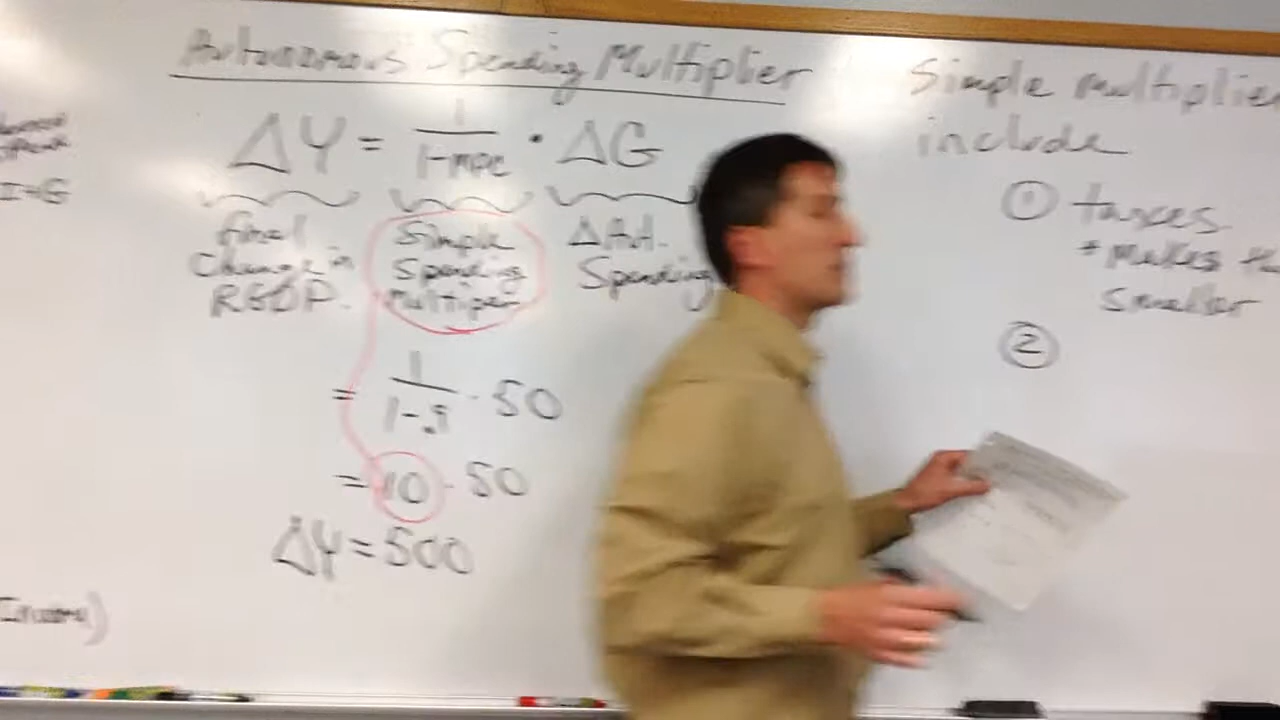 Autonomous Spending Multiplier
ΔY = 1/(1-mpc) · ΔG
final Change in RGDP.
Simple Spending Multiplier
ΔAut. Spending
= 1/(1-.9) · 50
= 10 · 50
ΔY = 500
I+G
Simple multiplier
include
① taxes
* Makes the
smaller
②